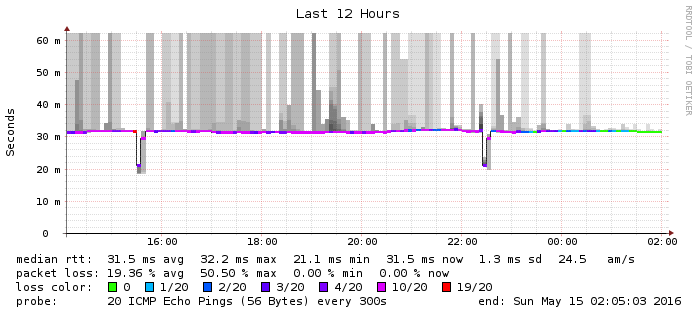 Last 12 Hours
RRDTOOL / TOBI OETIKER
Seconds
60 m
50 m
40 m
30 m
20 m
10 m
0
16:00 18:00 20:00 22:00 00:00 02:00
median rtt: 31.5 ms avg 32.2 ms max 21.1 ms min 31.5 ms now 1.3 ms sd 24.5 am/s
packet loss: 19.36 % avg 50.50 % max 0.00 % min 0.00 % now
loss color: 0 1/20 2/20 3/20 4/20 10/20 19/20
probe: 20 ICMP Echo Pings (56 Bytes) every 300s end: Sun May 15 02:05:03 2016